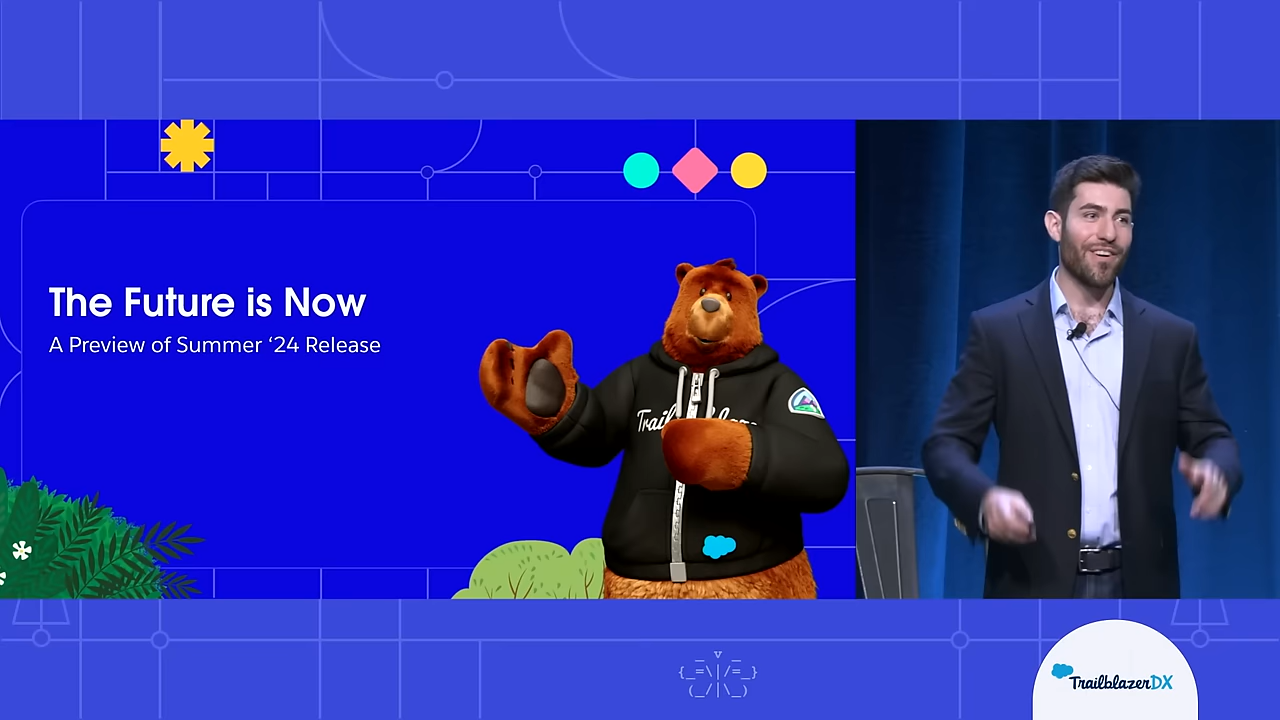 The Future is Now
A Preview of Summer ‘24 Release
TrailblazerDX